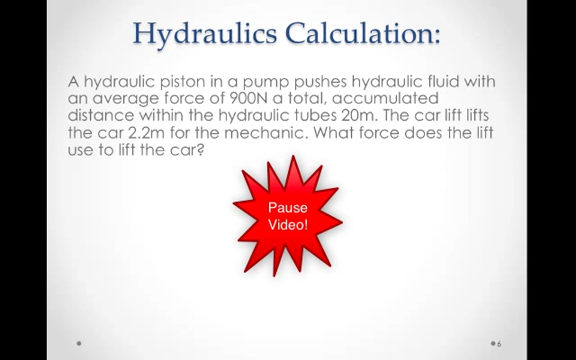 Hydraulics Calculation:
A hydraulic piston in a pump pushes hydraulic fluid with
an average force of 900N a total, accumulated
distance within the hydraulic tubes 20m. The car lift lifts
the car 2.2m for the mechanic. What force does the lift
use to lift the car?
Pause
Video!
6